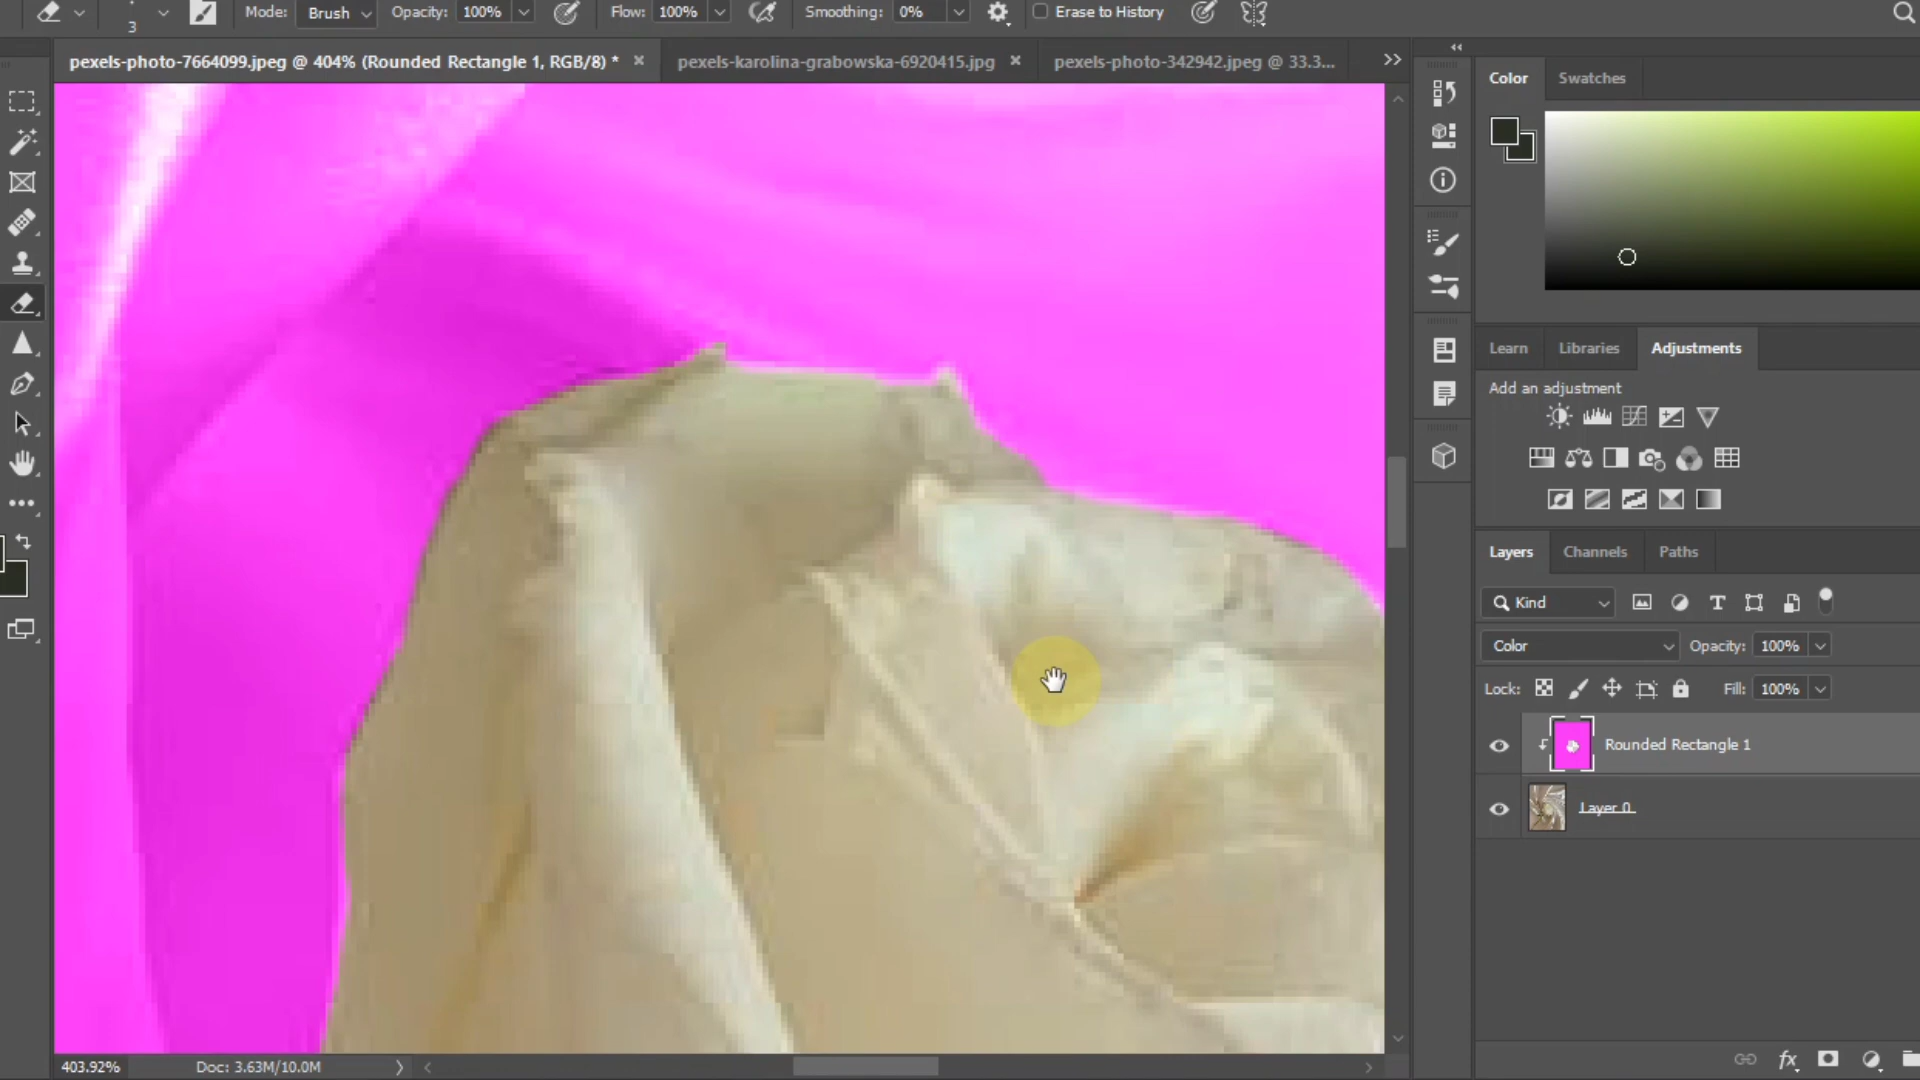 Mode: Brush Opacity: 100% Flow: 100% Smoothing: 0% Erase to History
3
pexels-photo-7664099.jpeg @ 404% (Rounded Rectangle 1, RGB/8) * × pexels-karolina-grabowska-6920415.jpg × pexels-photo-342942.jpeg @ 33.3... >>
Color Swatches
Learn Libraries Adjustments
Add an adjustment
Layers Channels Paths
Kind
Color Opacity: 100%
Lock: Fill: 100%
Rounded Rectangle 1
Layer 0
fx
403.92% Doc: 3.63M/10.0M